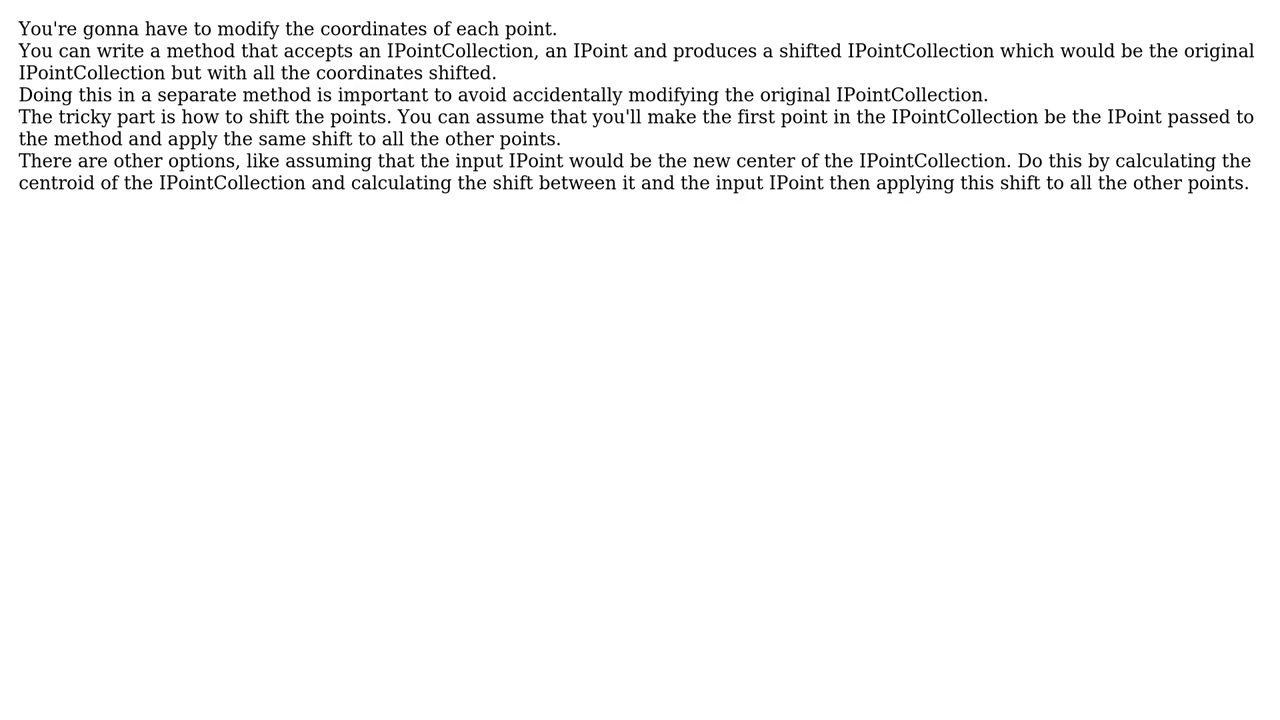 You're gonna have to modify the coordinates of each point.
You can write a method that accepts an IPointCollection, an IPoint and produces a shifted IPointCollection which would be the original
IPointCollection but with all the coordinates shifted.
Doing this in a separate method is important to avoid accidentally modifying the original IPointCollection.
The tricky part is how to shift the points. You can assume that you'll make the first point in the IPointCollection be the IPoint passed to
the method and apply the same shift to all the other points.
There are other options, like assuming that the input IPoint would be the new center of the IPointCollection. Do this by calculating the
centroid of the IPointCollection and calculating the shift between it and the input IPoint then applying this shift to all the other points.